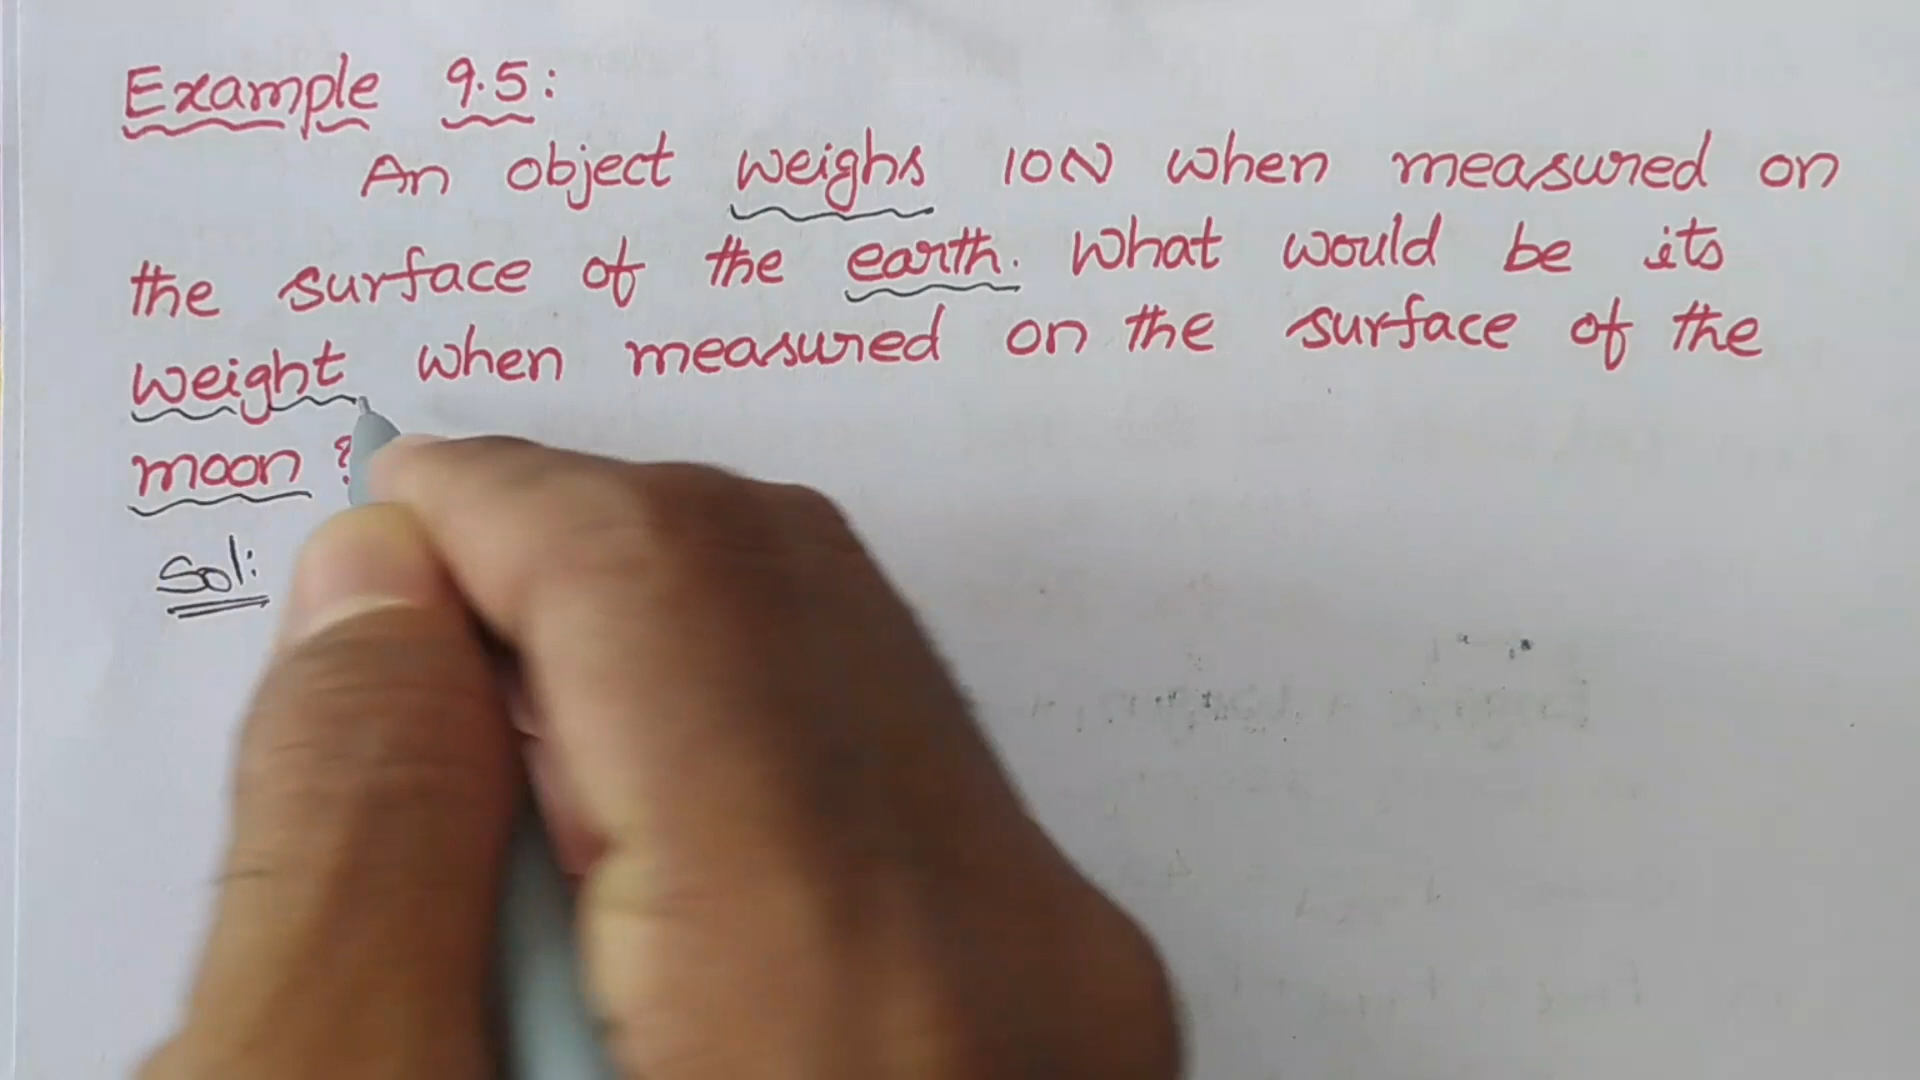 Example 9.5:
An object weighs 10N when measured on
the surface of the earth. What would be its
weight when measured on the surface of the
moon ?
Sol: